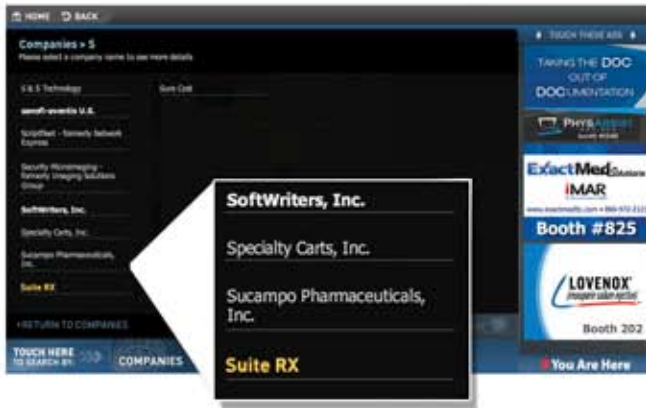 HOME BACK
Companies > S
Please select a company name to see more details
S & S Technology
Sure Cost
sanofi-aventis U.S.
ScriptFleet - formerly Network
Express
Security Microimaging -
formerly Imaging Solutions
Group
SoftWriters, Inc.
Specialty Carts, Inc.
Sucampo Pharmaceuticals,
Inc.
Suite RX
RETURN TO COMPANIES
TOUCH HERE
TO SEARCH BY:
COMPANIES
SoftWriters, Inc.
Specialty Carts, Inc.
Sucampo Pharmaceuticals,
Inc.
Suite RX
TOUCH THESE ADS
TAKING THE DOC
OUT OF
DOCUMENTATION
ExactMed
iMAR
Booth #825
LOVENOX
Booth 202
You Are Here